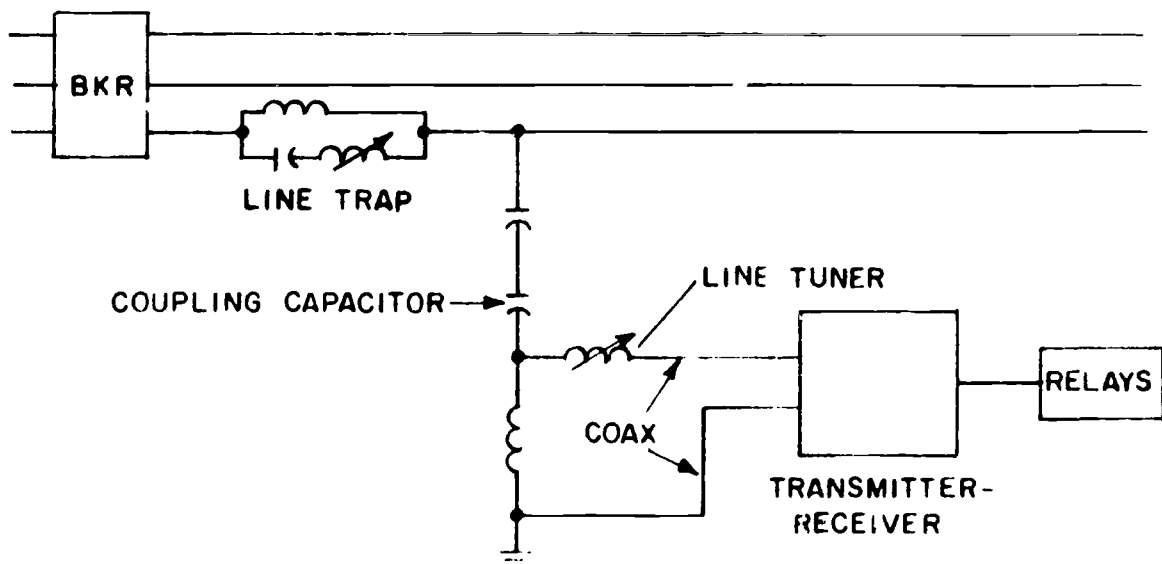 BKR
LINE TRAP
LINE TUNER
COUPLING CAPACITOR
RELAYS
COAX
TRANSMITTER-
RECEIVER